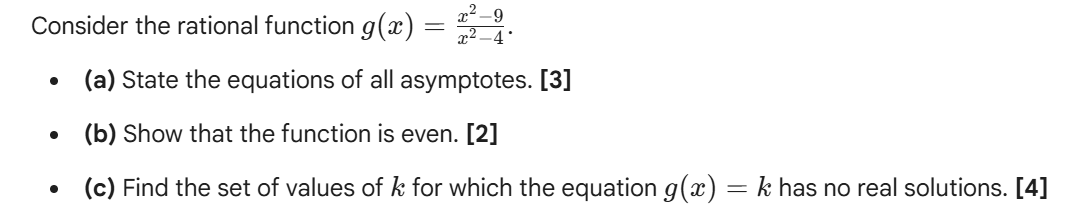 Consider the rational function $g(x) = \frac{x^2-9}{x^2-4}$.
• (a) State the equations of all asymptotes. [3]
• (b) Show that the function is even. [2]
• (c) Find the set of values of $k$ for which the equation $g(x) = k$ has no real solutions. [4]